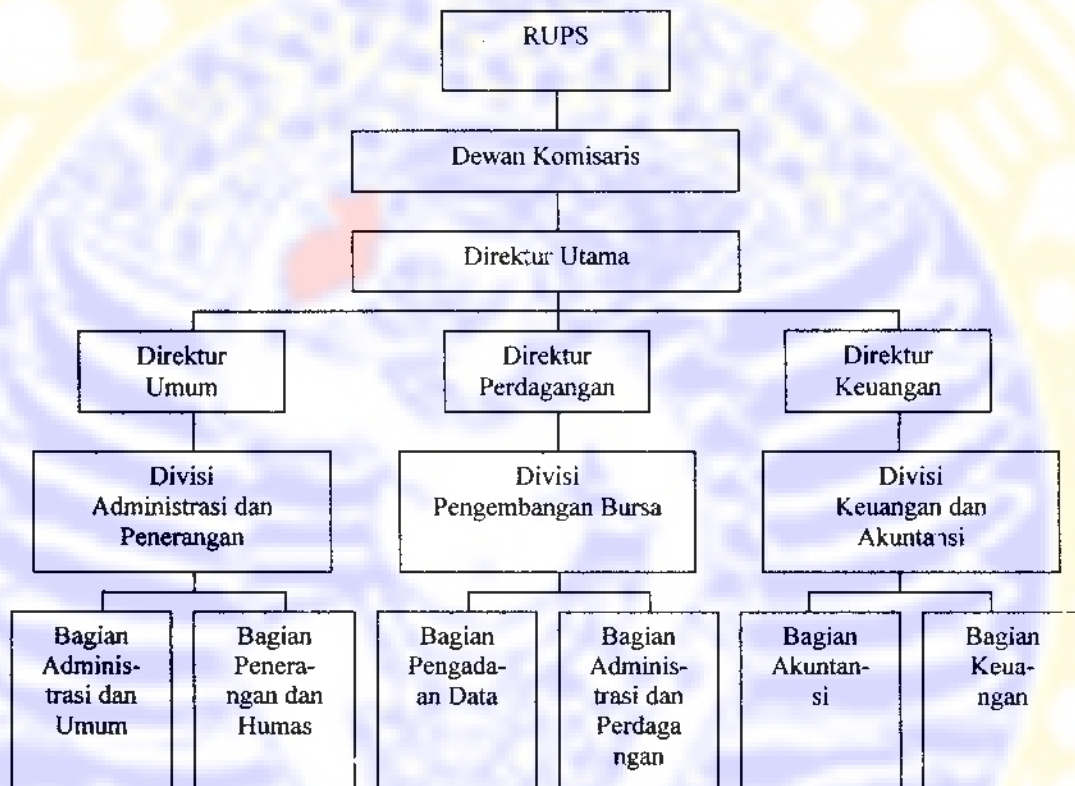 RUPS
Dewan Komisaris
Direktur Utama
Direktur
Umum
Direktur
Perdagangan
Direktur
Keuangan
Divisi
Administrasi dan
Penerangan
Divisi
Pengembangan Bursa
Divisi
Keuangan dan
Akuntansi
Bagian
Adminis-
trasi dan
Umum
Bagian
Penera-
ngan dan
Humas
Bagian
Pengada-
an Data
Bagian
Adminis-
trasi dan
Perdaga
ngan
Bagian
Akuntan-
si
Bagian
Keua-
ngan